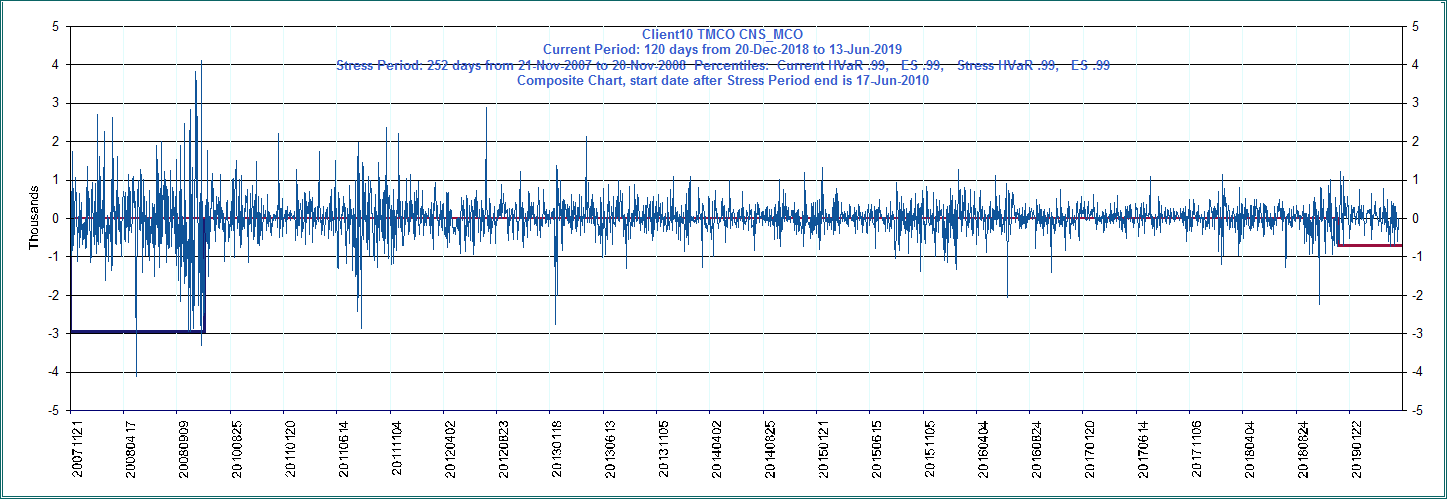 Client10 TMCO CNS_MCO
Current Period: 120 days from 20-Dec-2018 to 13-Jun-2019
Stress Period: 252 days from 21-Nov-2007 to 20-Nov-2008 Percentiles: Current HVaR .99, ES .99, Stress HVaR .99, ES .99
Composite Chart, start date after Stress Period end is 17-Jun-2010
5 5
4 4
3 3
2 2
1 1
0 0
-1 -1
-2 -2
-3 -3
-4 -4
-5 -5
Thousands
20071121 20080417 20080909 20100825 20110120 20110614 20111104 20120402 20120823 20130118 20130613 20131105 20140402 20140825 20150121 20150615 20151105 20160404 20160824 20170120 20170614 20171106 20180404 20180824 20190122